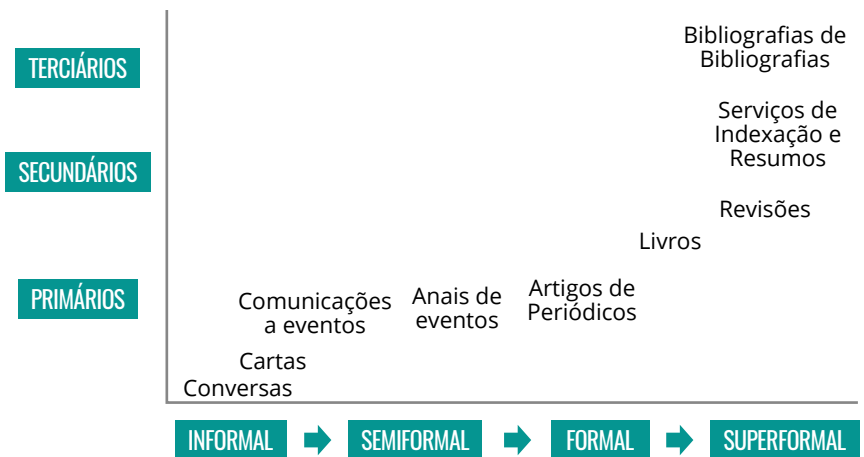 Bibliografias de
Bibliografias
TERCIÁRIOS
Serviços de
Indexação e
Resumos
SECUNDÁRIOS
Revisões
Livros
PRIMÁRIOS
Comunicações
a eventos
Anais de
eventos
Artigos de
Periódicos
Cartas
Conversas
INFORMAL
SEMIFORMAL
FORMAL
SUPERFORMAL